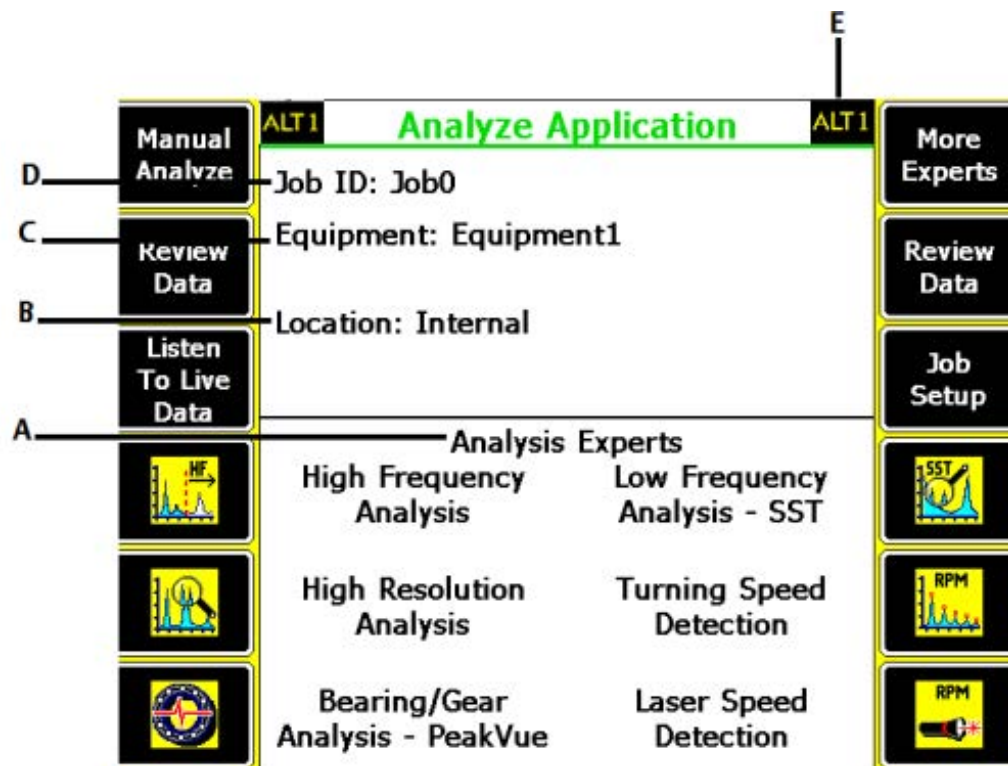 E
ALT1 Analyze Application ALT1
Manual
Analyze
More
Experts
D
Job ID: Job0
C
Equipment: Equipment1
Review
Data
Review
Data
B
Location: Internal
Listen
To Live
Data
Job
Setup
A
Analysis Experts
HF
High Frequency
Analysis
Low Frequency
Analysis - SST
SST
High Resolution
Analysis
Turning Speed
Detection
RPM
Bearing/Gear
Analysis - PeakVue
Laser Speed
Detection
RPM